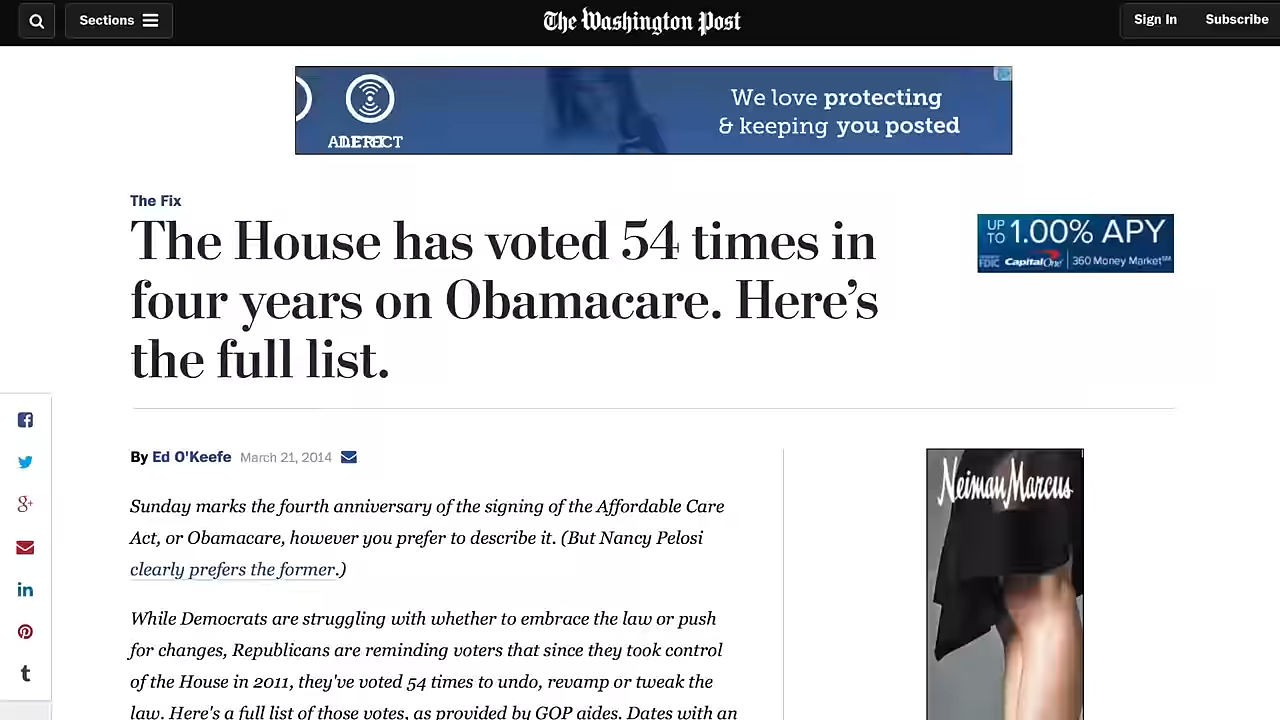 Sections
The Washington Post
Sign In
Subscribe
We love protecting
& keeping you posted
The Fix
The House has voted 54 times in
four years on Obamacare. Here's
the full list.
UP TO 1.00% APY
FDIC Capital One 360 Money Market SM
By Ed O'Keefe March 21, 2014
Sunday marks the fourth anniversary of the signing of the Affordable Care
Act, or Obamacare, however you prefer to describe it. (But Nancy Pelosi
clearly prefers the former.)
Neiman Marcus
While Democrats are struggling with whether to embrace the law or push
for changes, Republicans are reminding voters that since they took control
of the House in 2011, they've voted 54 times to undo, revamp or tweak the
law. Here's a full list of those votes, as provided by GOP aides. Dates with an